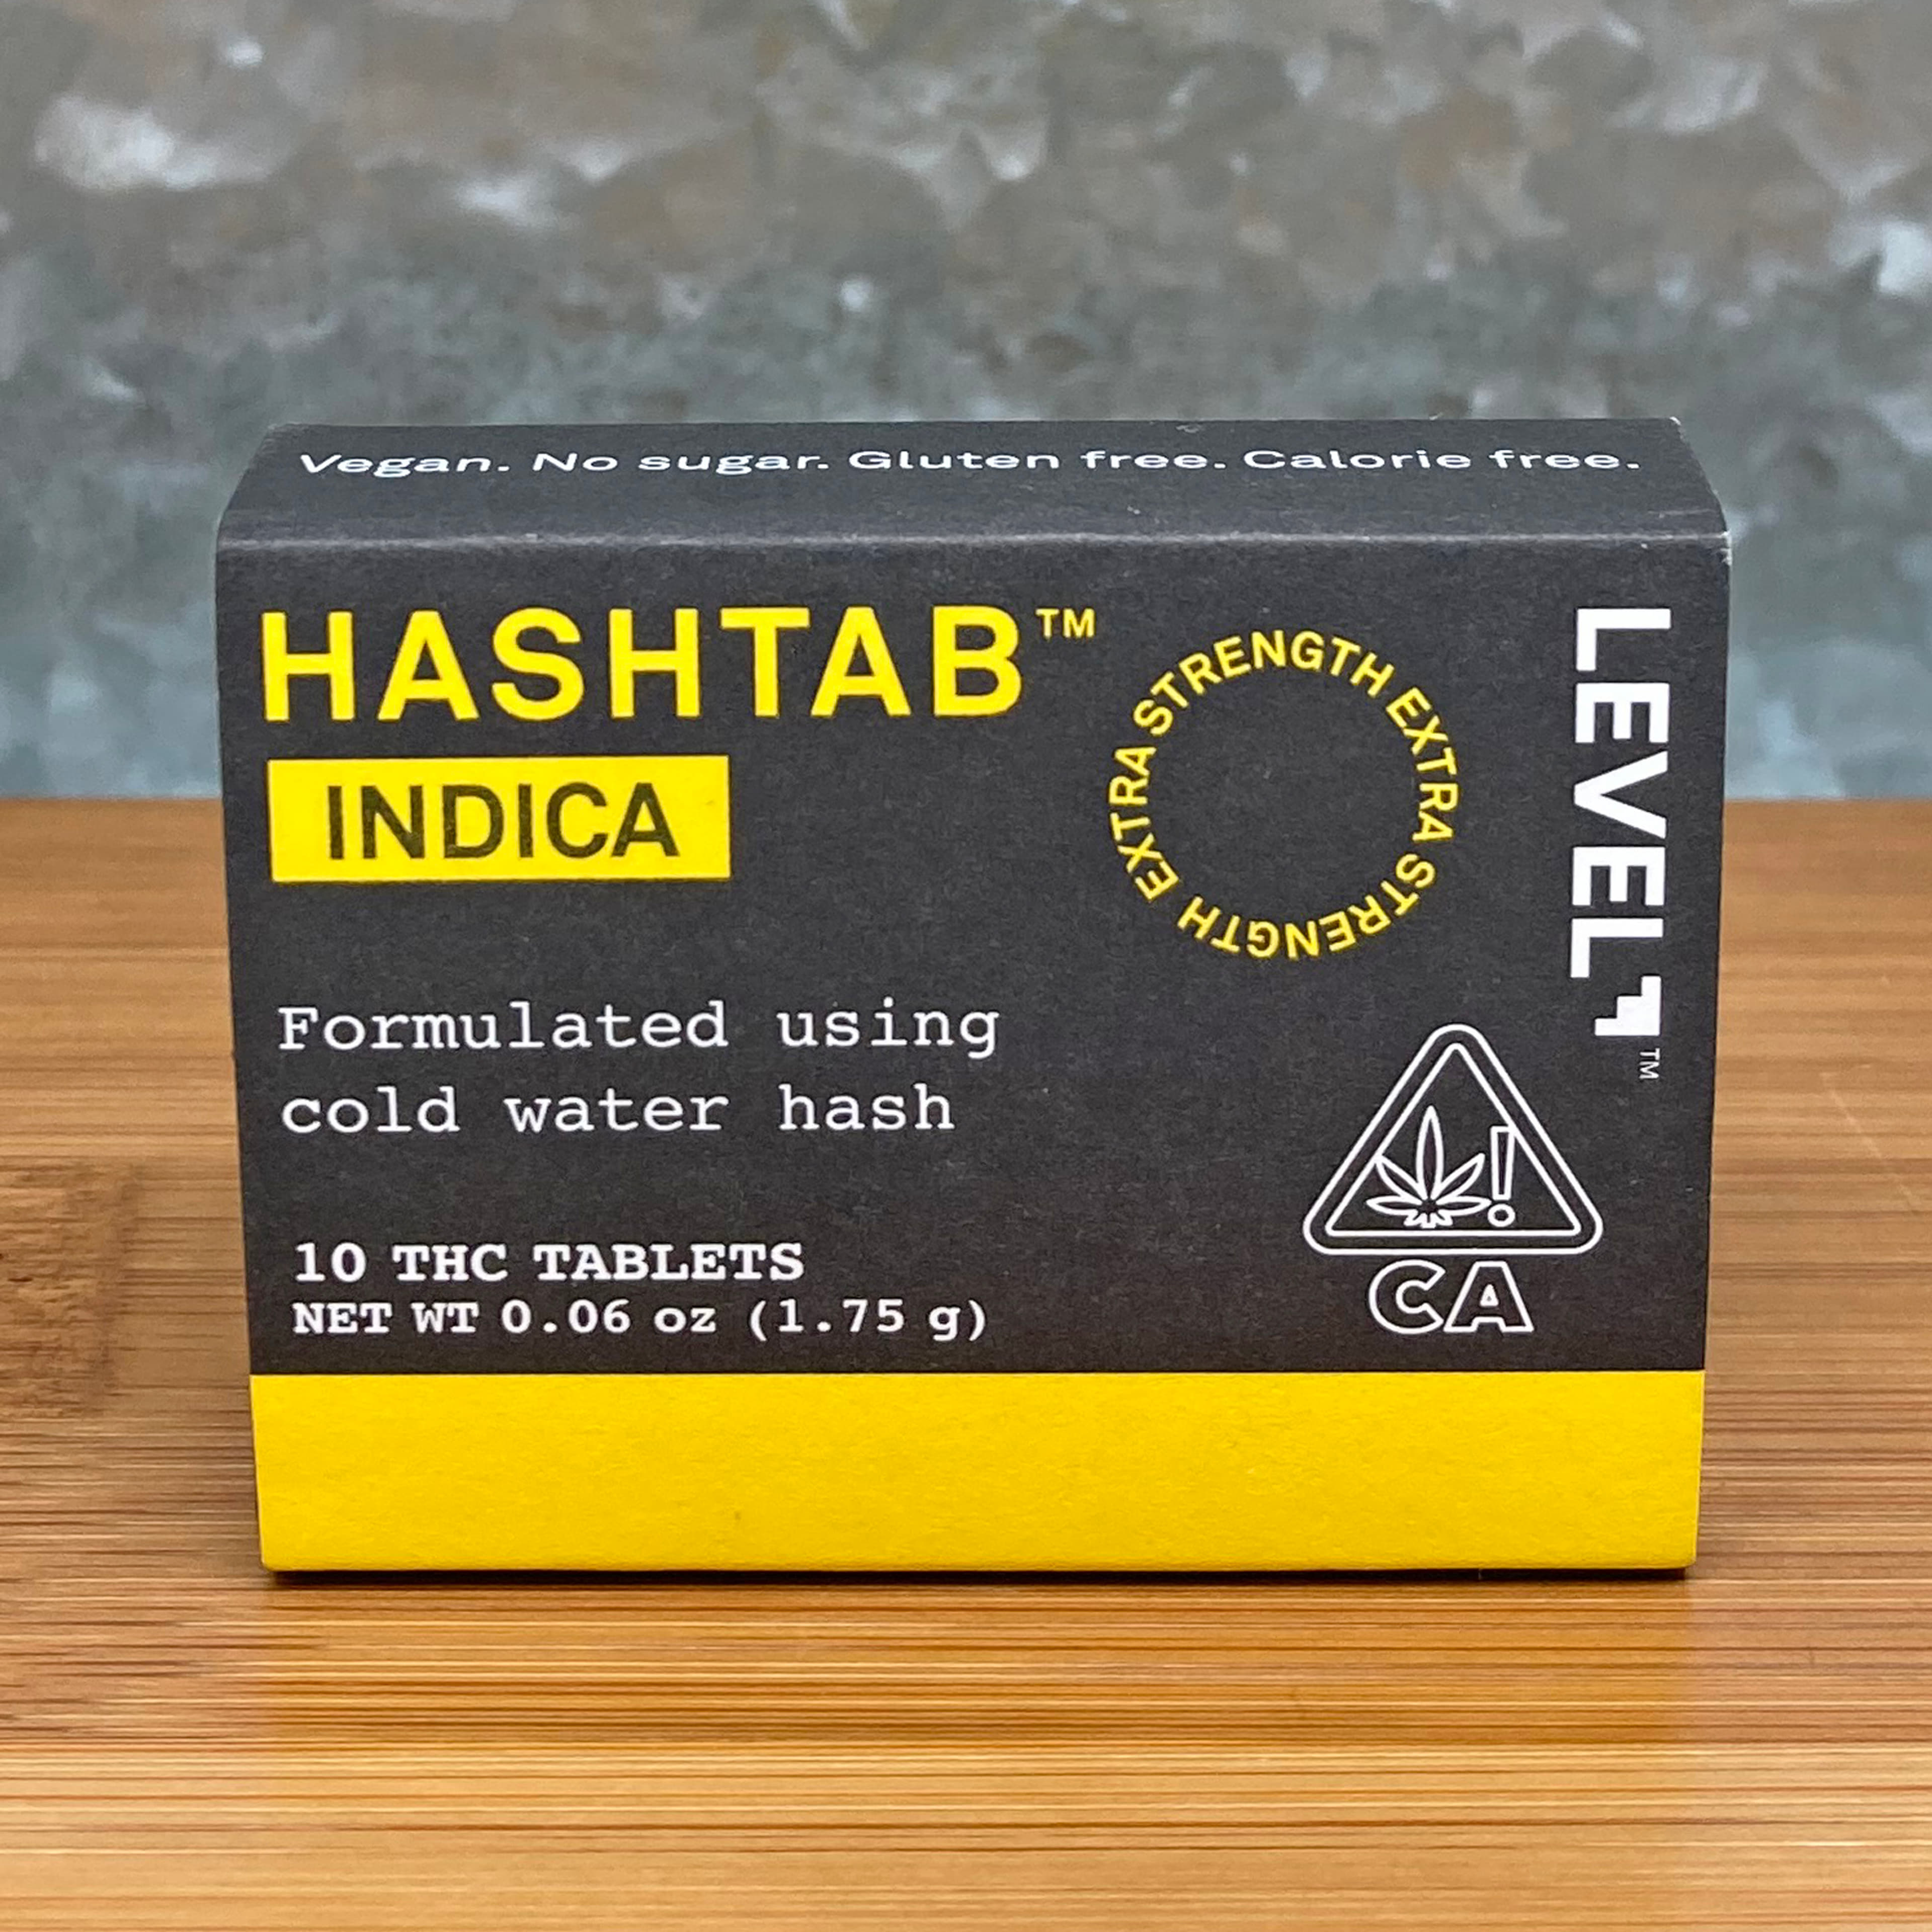 Vegan. No sugar. Gluten free. Calorie free.
HASHTAB™
INDICA
EXTRA STRENGTH EXTRA STRENGTH
LEVEL™
Formulated using
cold water hash
10 THC TABLETS
NET WT 0.06 oz (1.75 g)
!
CA